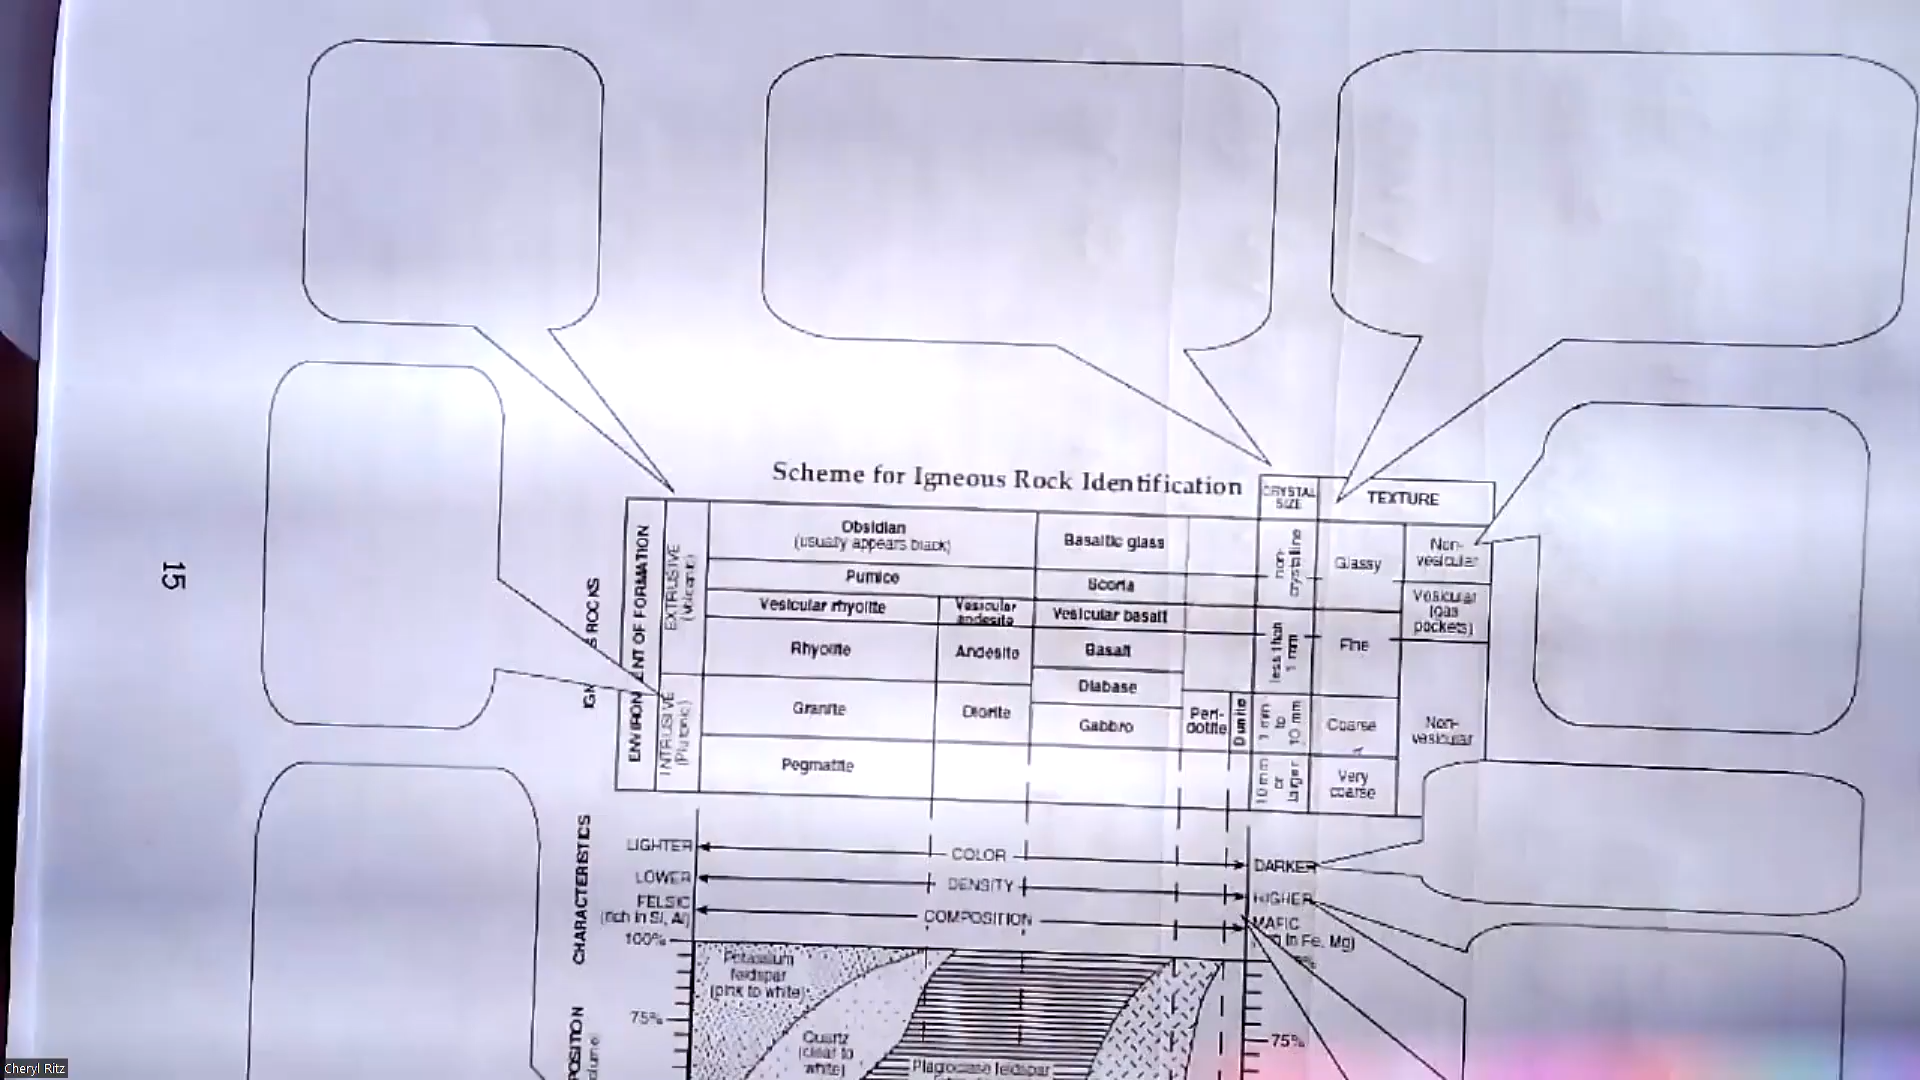 Scheme for Igneous Rock Identification
CRYSTAL
SIZE
TEXTURE
ENVIRONMENT OF FORMATION
EXTRUSIVE
(Volcanic)
Obsidian
(usually appears black)
Basaltic glass
non-
crystalline
Glassy
Non-
vesicular
Pumice
Scoria
Vesicular
(gas
pockets)
Vesicular rhyolite
Vesicular
andesite
Vesicular basalt
less than
1 mm
Fine
Rhyolite
Andesite
Basalt
Diabase
INTRUSIVE
(Plutonic)
Granite
Diorite
Gabbro
Peri-
dotite
Dunite
1 mm
to
10 mm
Coarse
Non-
vesicular
Pegmatite
10 mm
or
larger
Very
coarse
15
ROCKS
CHARACTERISTICS
LIGHTER
COLOR
DARKER
LOWER
DENSITY
HIGHER
FELSIC
(rich in Si, Al)
COMPOSITION
MAFIC
in Fe, Mg)
100%
Potassium
feldspar
(pink to white)
75%
Quartz
(clear to
white)
Plagioclase feldspar
75%
Cheryl Ritz